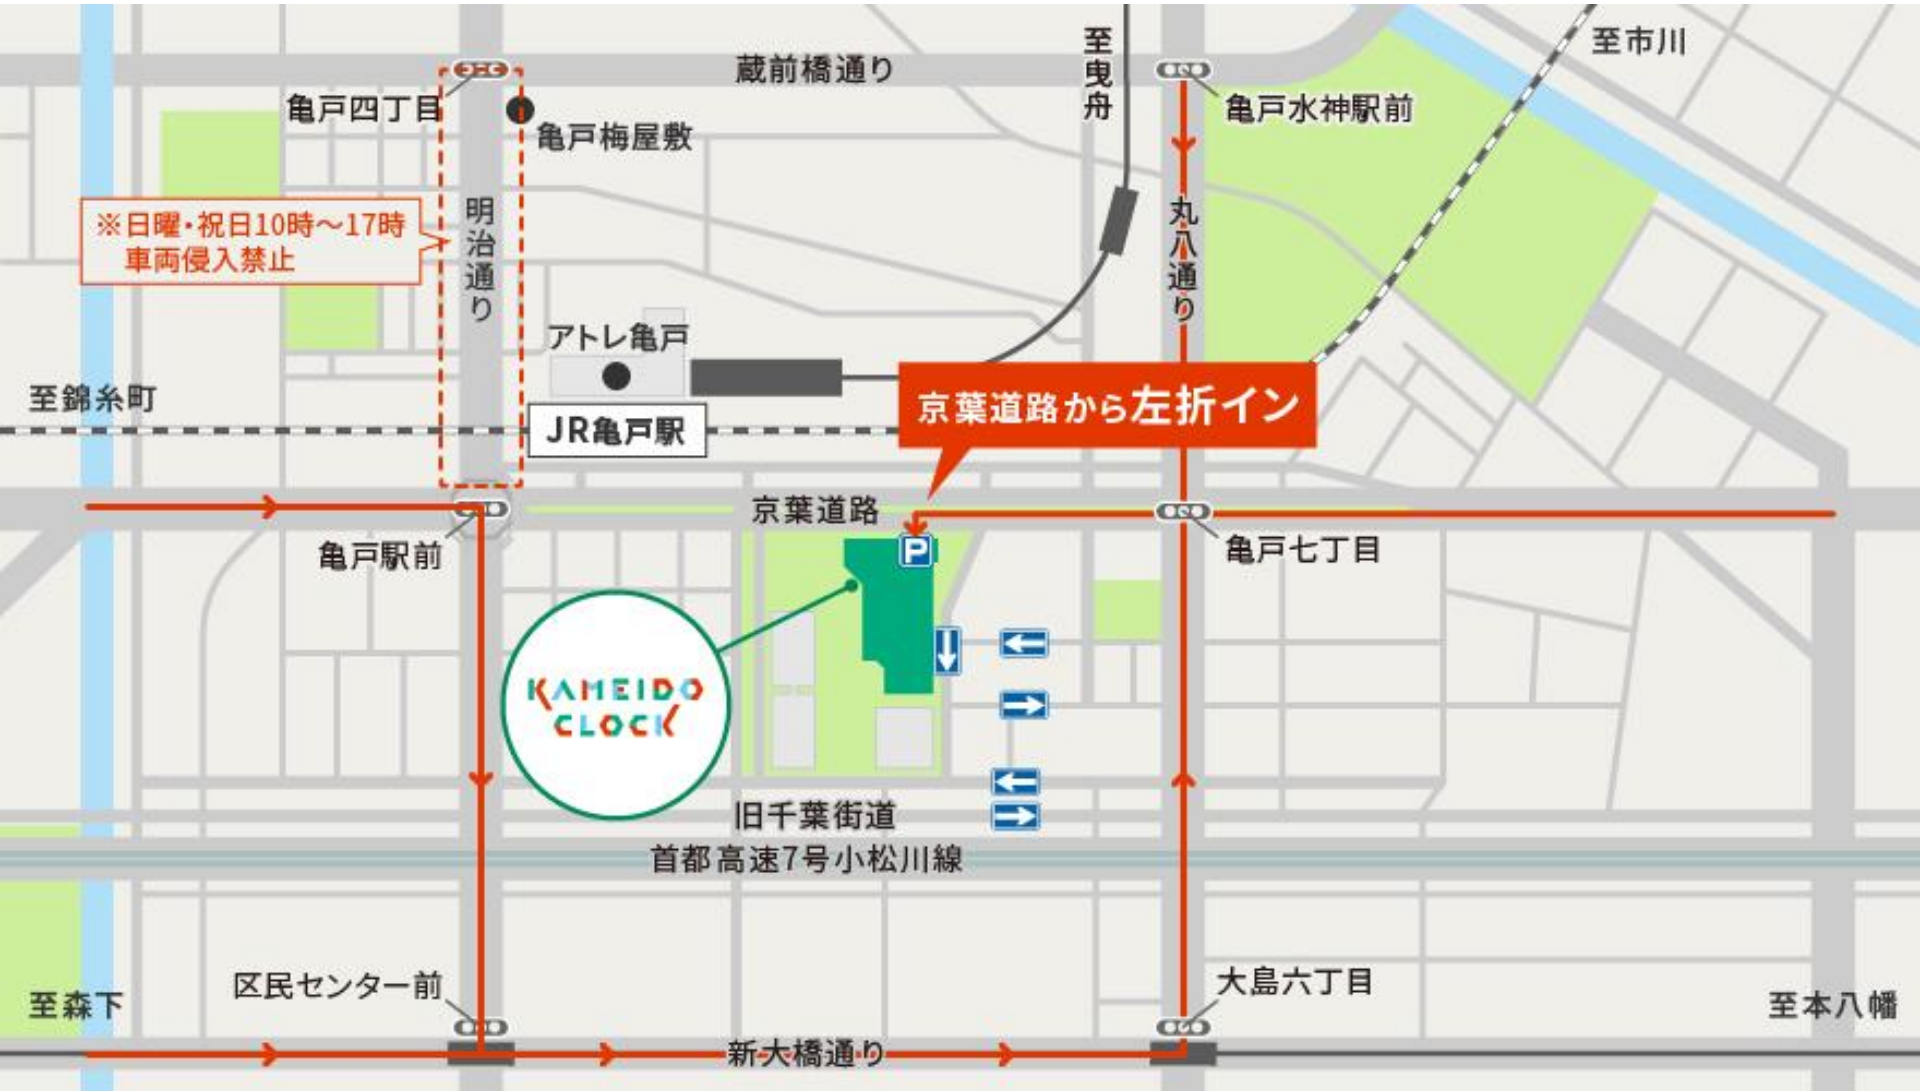 蔵前橋通り
至曳舟
至市川
亀戸四丁目
亀戸梅屋敷
亀戸水神駅前
※日曜・祝日10時～17時
車両侵入禁止
明治通り
丸八通り
アトレ亀戸
至錦糸町
JR亀戸駅
京葉道路から左折イン
京葉道路
亀戸駅前
P
亀戸七丁目
KAMEIDO
CLOCK
旧千葉街道
首都高速7号小松川線
区民センター前
大島六丁目
至森下
至本八幡
新大橋通り